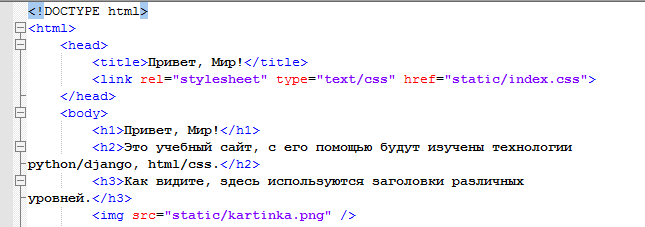 <!DOCTYPE html>
<html>
<head>
<title>Привет, Мир!</title>
<link rel="stylesheet" type="text/css" href="static/index.css">
</head>
<body>
<h1>Привет, Мир!</h1>
<h2>Это учебный сайт, с его помощью будут изучены технологии
python/django, html/css.</h2>
<h3>Как видите, здесь используются заголовки различных
уровней.</h3>
<img src="static/kartinka.png" />